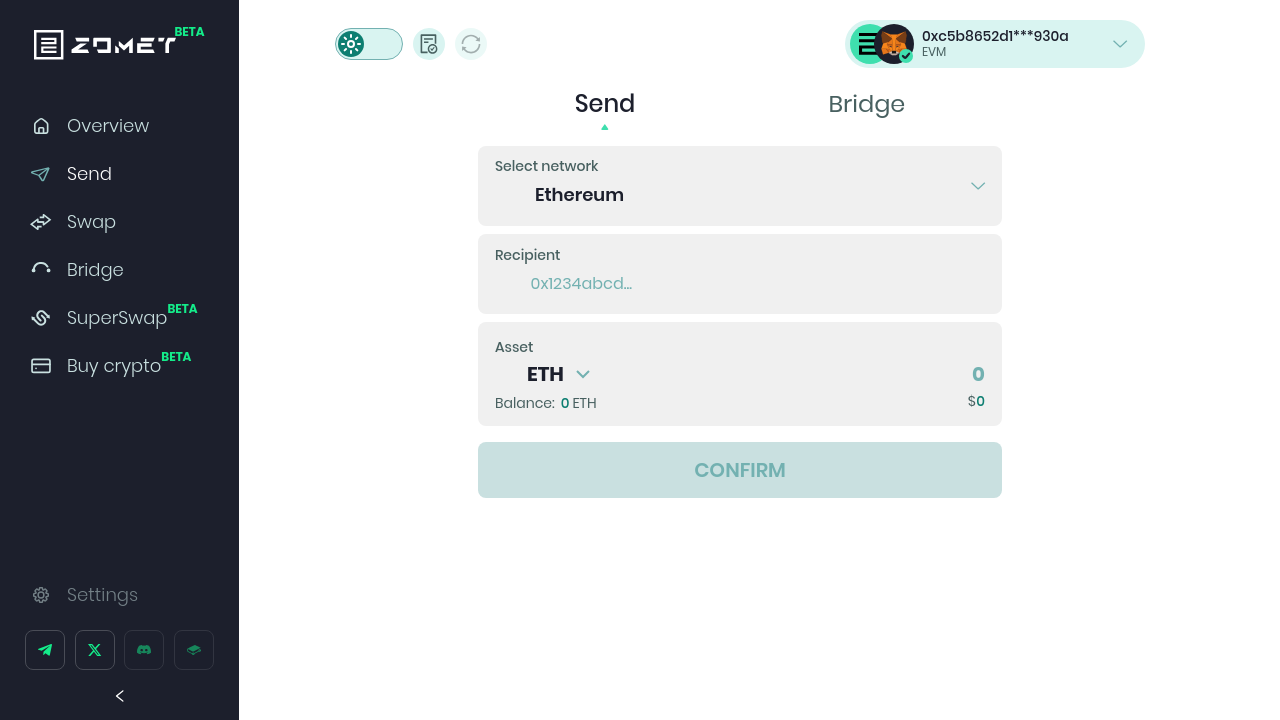 ZOMET BETA
Overview
Send
Swap
Bridge
SuperSwap BETA
Buy crypto BETA
Settings
0xc5b8652d1***930a
EVM
Send
Bridge
Select network
Ethereum
Recipient
0x1234abcd...
Asset
ETH
0
Balance: 0 ETH
$0
CONFIRM